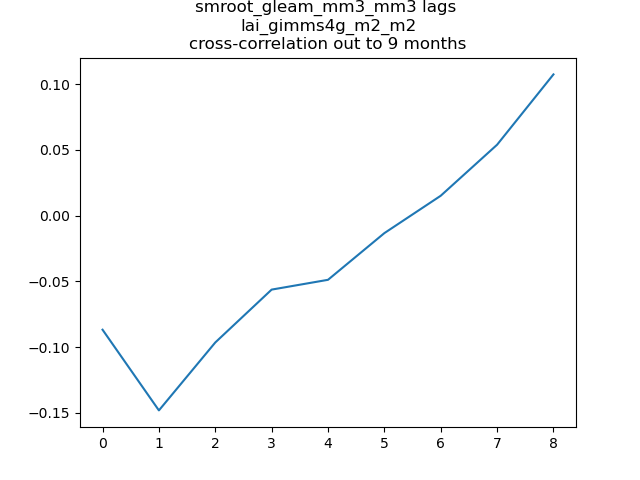 smroot_gleam_mm3_mm3 lags
lai_gimms4g_m2_m2
cross-correlation out to 9 months
0.10
0.05
0.00
−0.05
−0.10
−0.15
0 1 2 3 4 5 6 7 8